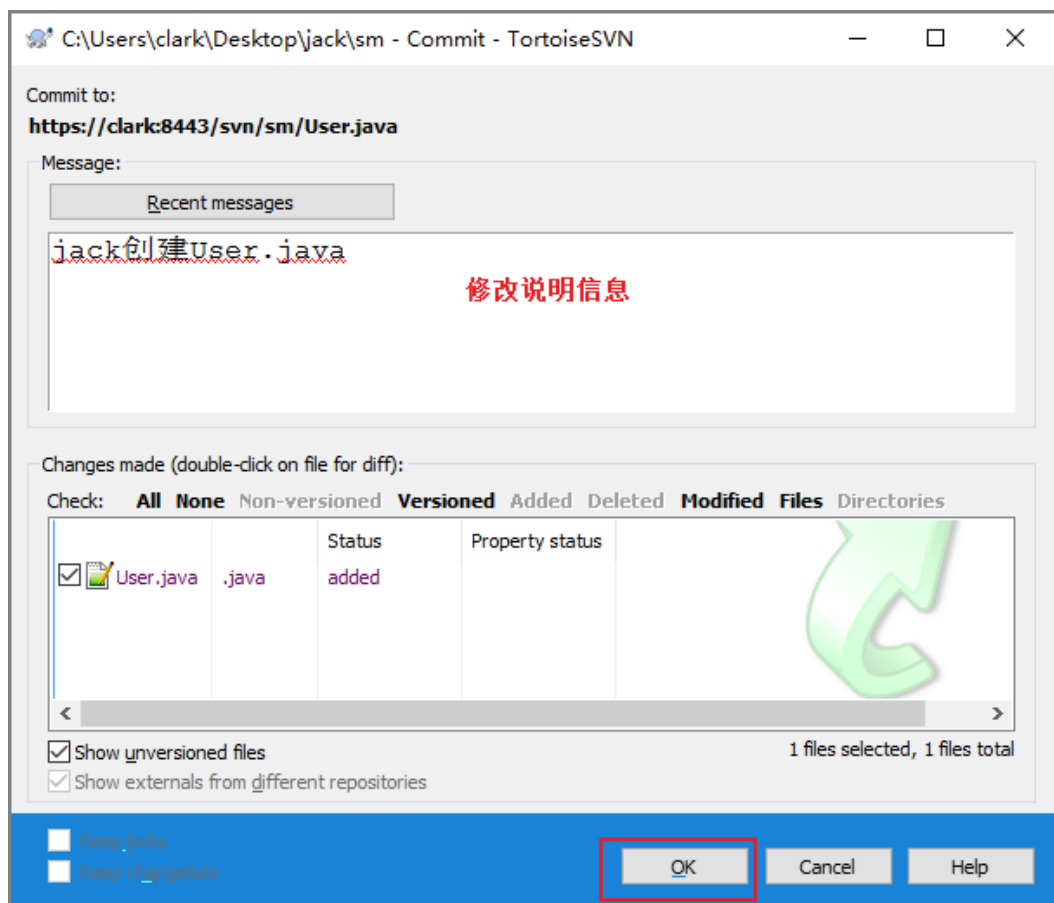 C:\Users\clark\Desktop\jack\sm - Commit - TortoiseSVN
Commit to:
https://clark:8443/svn/sm/User.java
Message:
Recent messages
jack创建User.java
修改说明信息
Changes made (double-click on file for diff):
Check: All None Non-versioned Versioned Added Deleted Modified Files Directories
Status Property status
User.java .java added
Show unversioned files
1 files selected, 1 files total
Show externals from different repositories
Keep locks
Keep changelists
OK Cancel Help